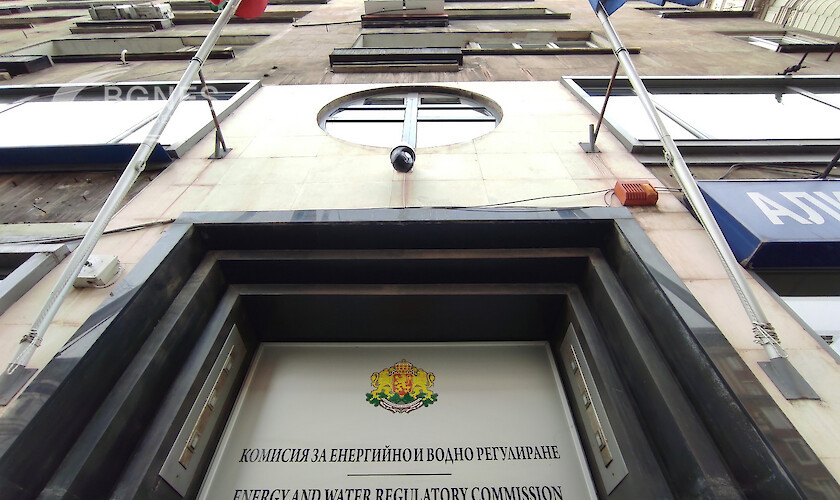 BGNES
АЛ
КОМИСИЯ ЗА ЕНЕРГИЙНО И ВОДНО РЕГУЛИРАНЕ
ENERGY AND WATER REGULATORY COMMISSION